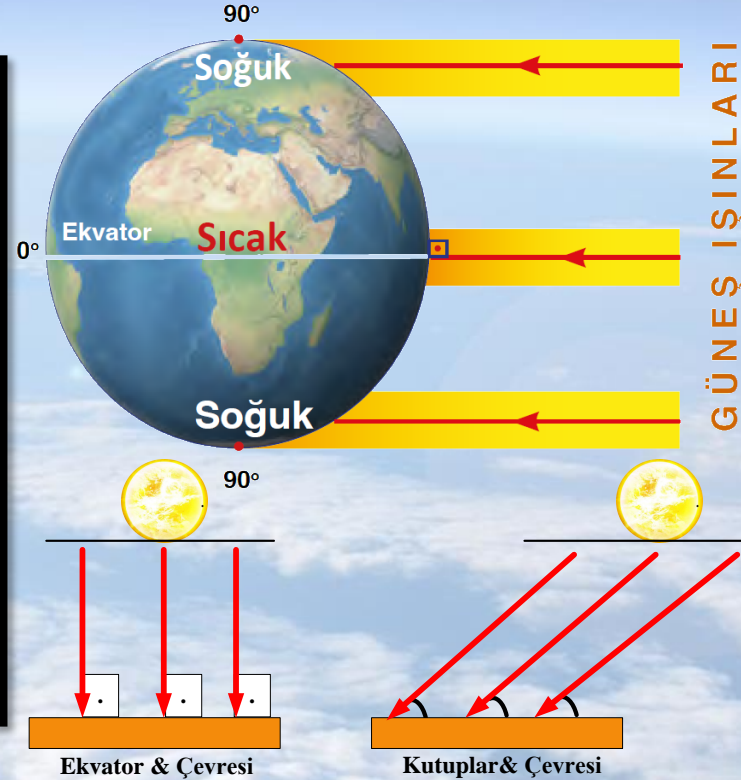 90°
Soğuk
GÜNEŞ IŞINLARI
Ekvator
Sıcak
0°
Soğuk
90°
Ekvator & Çevresi
Kutuplar& Çevresi